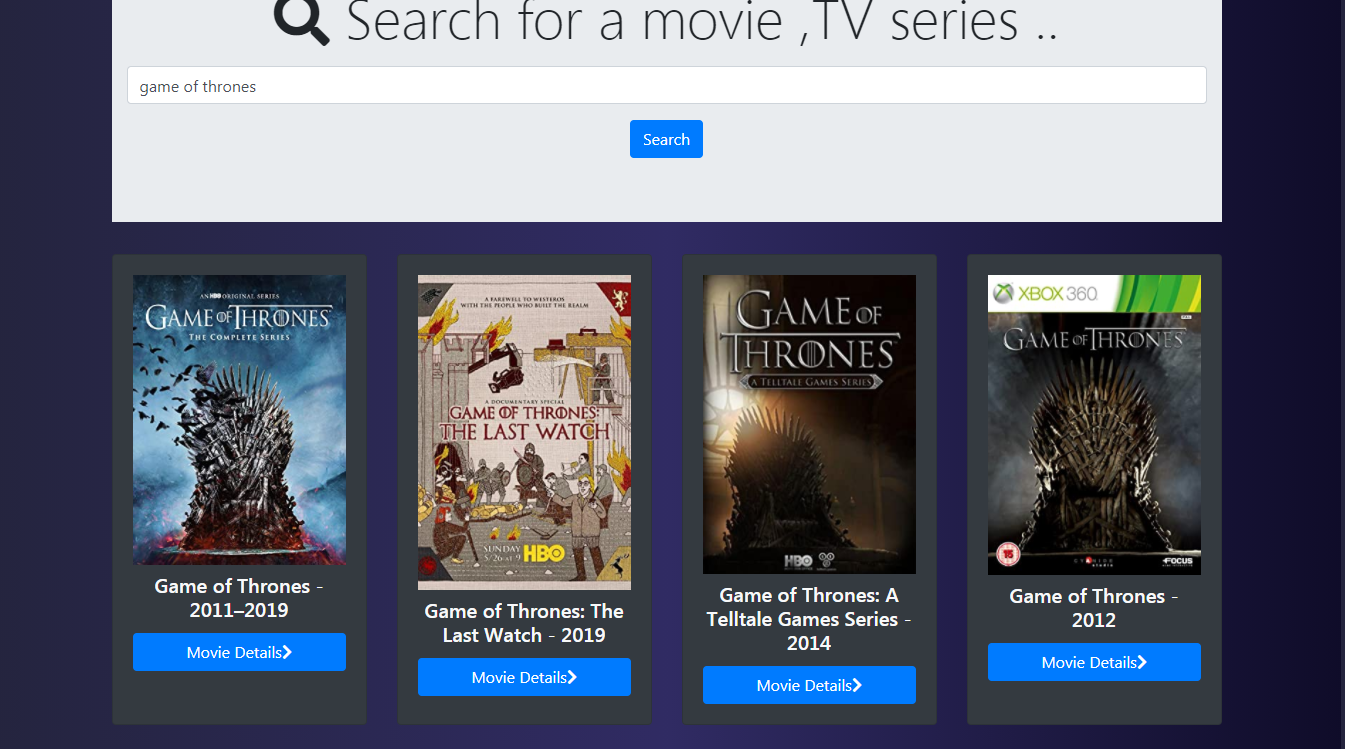 Search for a movie ,TV series ..
game of thrones
Search
AN HBO ORIGINAL SERIES
GAME OF THRONES
THE COMPLETE SERIES
Game of Thrones -
2011–2019
Movie Details
A FAREWELL TO WESTEROS
WITH THE PEOPLE WHO BUILT THE REALM
A DOCUMENTARY SPECIAL
GAME OF THRONES:
THE LAST WATCH
SUNDAY
5/26 AT 9 HBO
Game of Thrones: The
Last Watch - 2019
Movie Details
GAME OF
THRONES
A TELLTALE GAMES SERIES
HBO
Game of Thrones: A
Telltale Games Series -
2014
Movie Details
XBOX 360
GAME OF THRONES
15
CYANIDE
studio
FOCUS
Game of Thrones -
2012
Movie Details